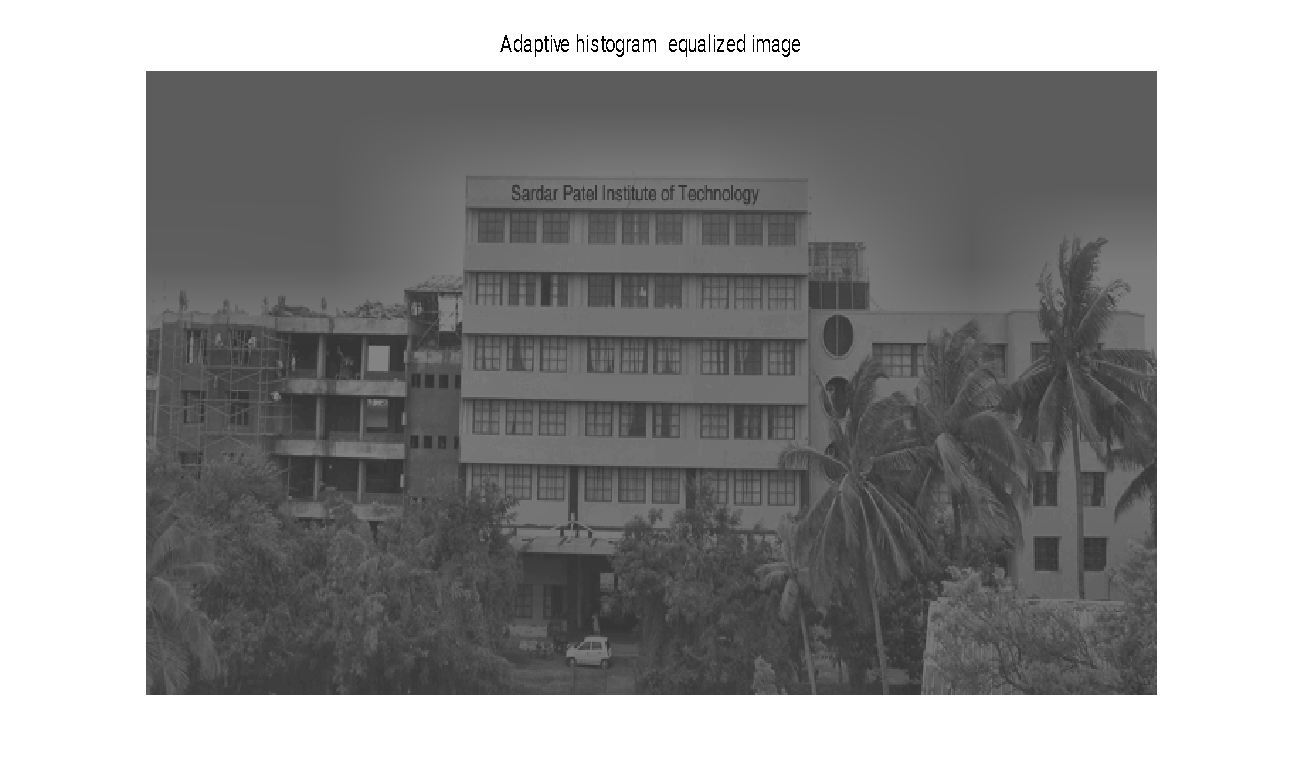 Adaptive histogram  equalized image
Sardar Patel Institute of Technology